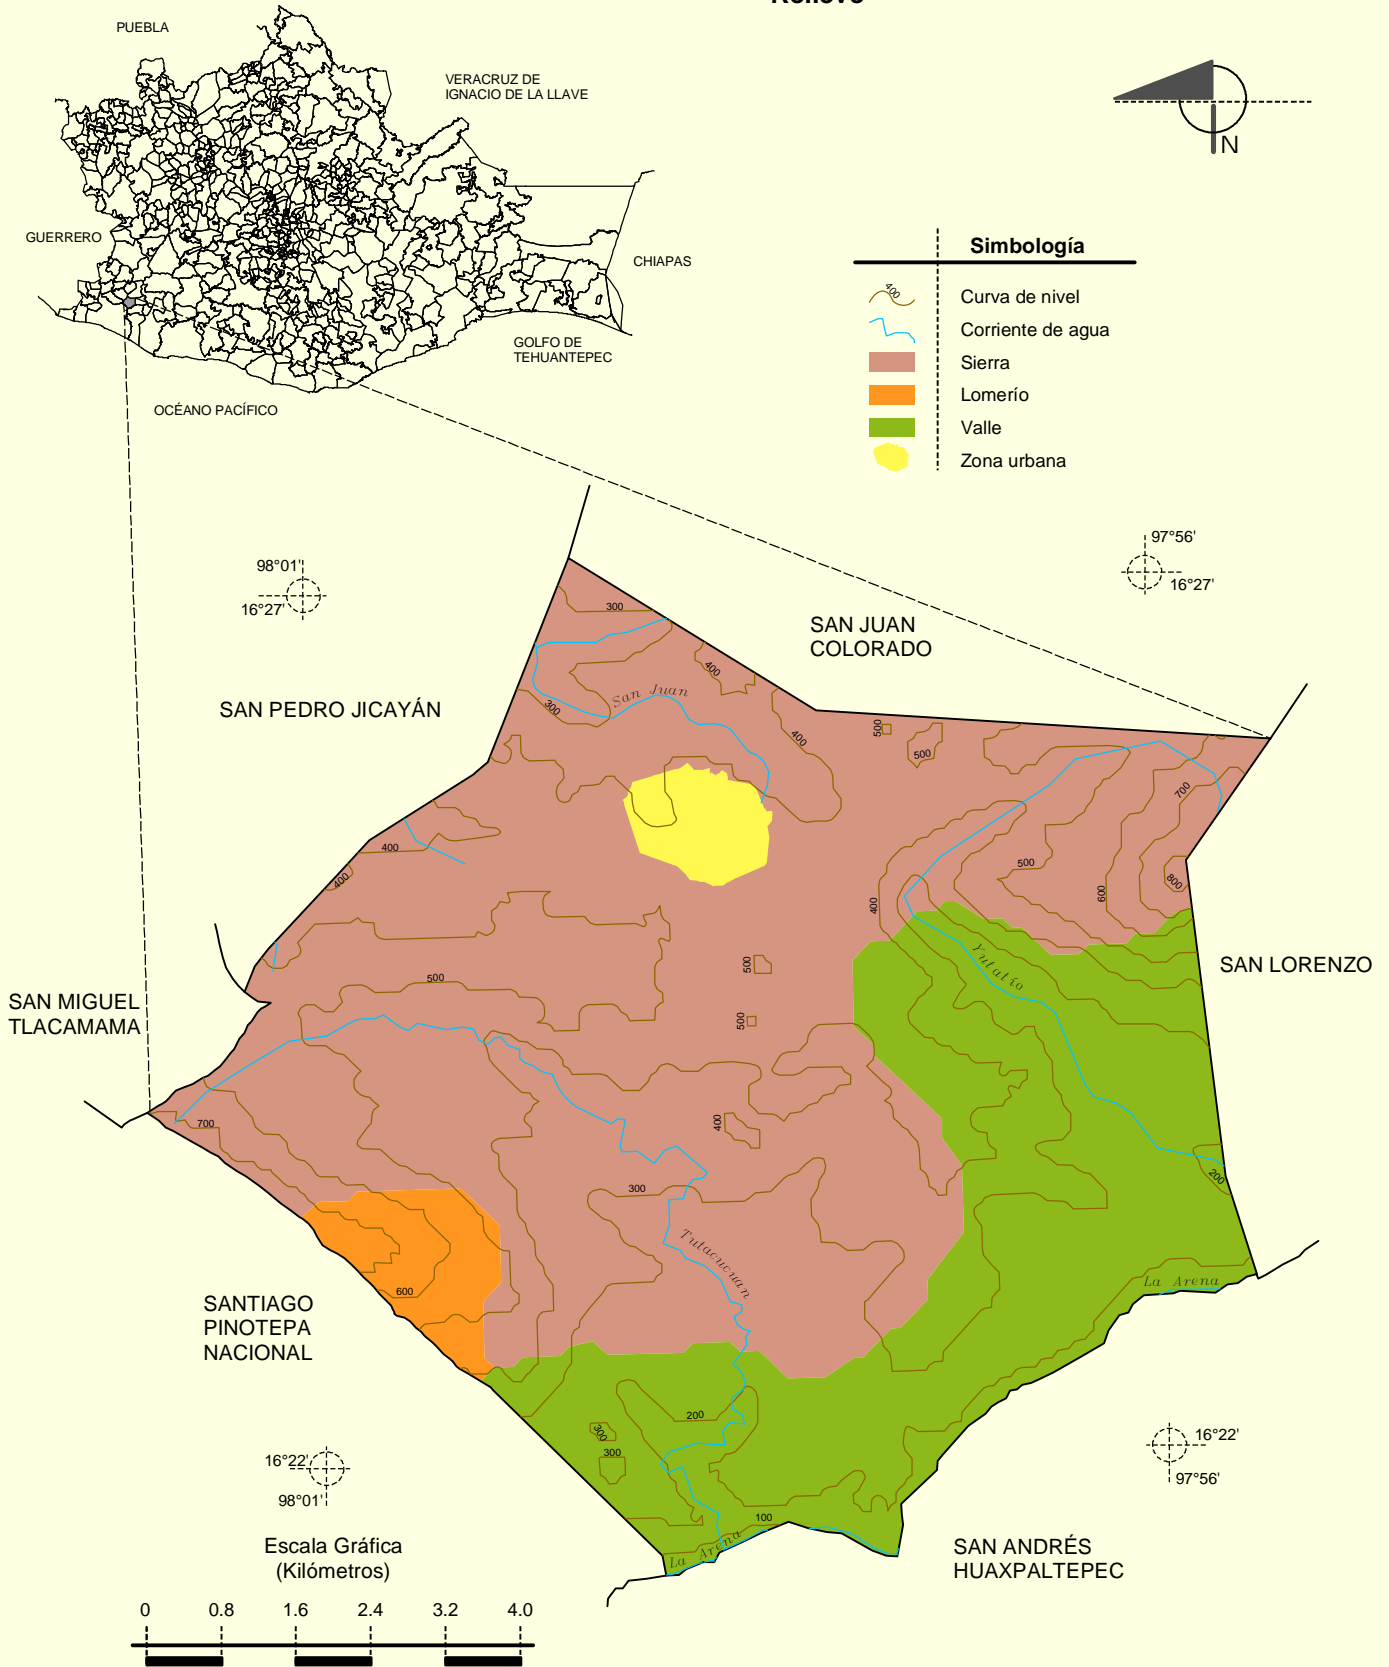 Relieve
PUEBLA
VERACRUZ DE
IGNACIO DE LA LLAVE
GUERRERO
CHIAPAS
GOLFO DE
TEHUANTEPEC
OCÉANO PACÍFICO
N
Simbología
400
Curva de nivel
Corriente de agua
Sierra
Lomerío
Valle
Zona urbana
98°01'
16°27'
97°56'
16°27'
SAN JUAN
COLORADO
SAN PEDRO JICAYÁN
SAN MIGUEL
TLACAMAMA
SAN LORENZO
SANTIAGO
PINOTEPA
NACIONAL
SAN ANDRÉS
HUAXPALTEPEC
300
400
San Juan
300
400
500
500
700
400
400
500
600
800
400
Yutatío
500
500
500
700
400
300
200
Tutacucuan
600
La Arena
200
300
300
100
La Arena
16°22'
98°01'
16°22'
97°56'
Escala Gráfica
(Kilómetros)
0 0.8 1.6 2.4 3.2 4.0